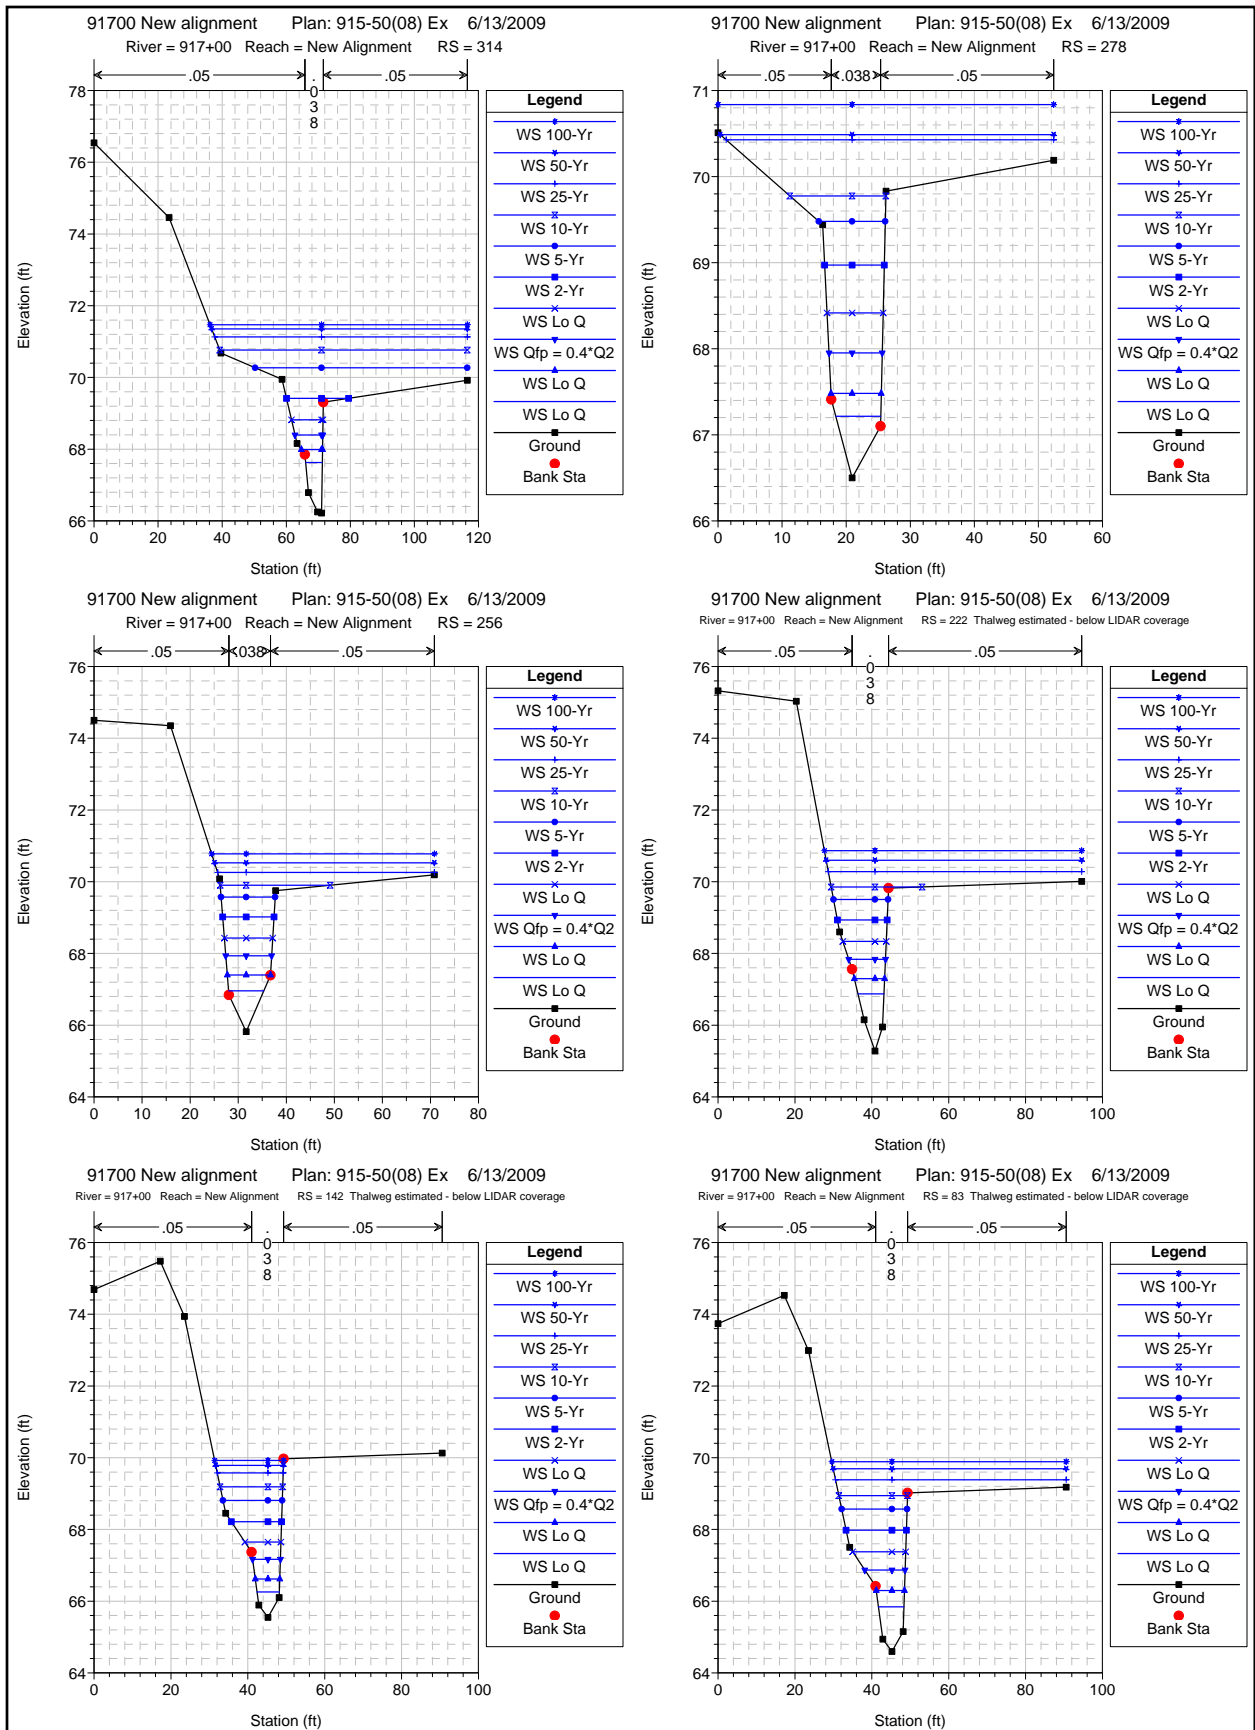 91700 New alignment Plan: 915-50(08) Ex 6/13/2009
River = 917+00 Reach = New Alignment RS = 314
.05 .038 .05
78
76
74
72
70
68
66
Elevation (ft)
0 20 40 60 80 100 120
Station (ft)
Legend
WS 100-Yr
WS 50-Yr
WS 25-Yr
WS 10-Yr
WS 5-Yr
WS 2-Yr
WS Lo Q
WS Qfp = 0.4*Q2
WS Lo Q
WS Lo Q
Ground
Bank Sta
91700 New alignment Plan: 915-50(08) Ex 6/13/2009
River = 917+00 Reach = New Alignment RS = 278
.05 .038 .05
71
70
69
68
67
66
Elevation (ft)
0 10 20 30 40 50 60
Station (ft)
Legend
WS 100-Yr
WS 50-Yr
WS 25-Yr
WS 10-Yr
WS 5-Yr
WS 2-Yr
WS Lo Q
WS Qfp = 0.4*Q2
WS Lo Q
WS Lo Q
Ground
Bank Sta
91700 New alignment Plan: 915-50(08) Ex 6/13/2009
River = 917+00 Reach = New Alignment RS = 256
.05 .038 .05
76
74
72
70
68
66
64
Elevation (ft)
0 10 20 30 40 50 60 70 80
Station (ft)
Legend
WS 100-Yr
WS 50-Yr
WS 25-Yr
WS 10-Yr
WS 5-Yr
WS 2-Yr
WS Lo Q
WS Qfp = 0.4*Q2
WS Lo Q
WS Lo Q
Ground
Bank Sta
91700 New alignment Plan: 915-50(08) Ex 6/13/2009
River = 917+00 Reach = New Alignment RS = 222 Thalweg estimated - below LIDAR coverage
.05 .038 .05
76
74
72
70
68
66
64
Elevation (ft)
0 20 40 60 80 100
Station (ft)
Legend
WS 100-Yr
WS 50-Yr
WS 25-Yr
WS 10-Yr
WS 5-Yr
WS 2-Yr
WS Lo Q
WS Qfp = 0.4*Q2
WS Lo Q
WS Lo Q
Ground
Bank Sta
91700 New alignment Plan: 915-50(08) Ex 6/13/2009
River = 917+00 Reach = New Alignment RS = 142 Thalweg estimated - below LIDAR coverage
.05 .038 .05
76
74
72
70
68
66
64
Elevation (ft)
0 20 40 60 80 100
Station (ft)
Legend
WS 100-Yr
WS 50-Yr
WS 25-Yr
WS 10-Yr
WS 5-Yr
WS 2-Yr
WS Lo Q
WS Qfp = 0.4*Q2
WS Lo Q
WS Lo Q
Ground
Bank Sta
91700 New alignment Plan: 915-50(08) Ex 6/13/2009
River = 917+00 Reach = New Alignment RS = 83 Thalweg estimated - below LIDAR coverage
.05 .038 .05
76
74
72
70
68
66
64
Elevation (ft)
0 20 40 60 80 100
Station (ft)
Legend
WS 100-Yr
WS 50-Yr
WS 25-Yr
WS 10-Yr
WS 5-Yr
WS 2-Yr
WS Lo Q
WS Qfp = 0.4*Q2
WS Lo Q
WS Lo Q
Ground
Bank Sta